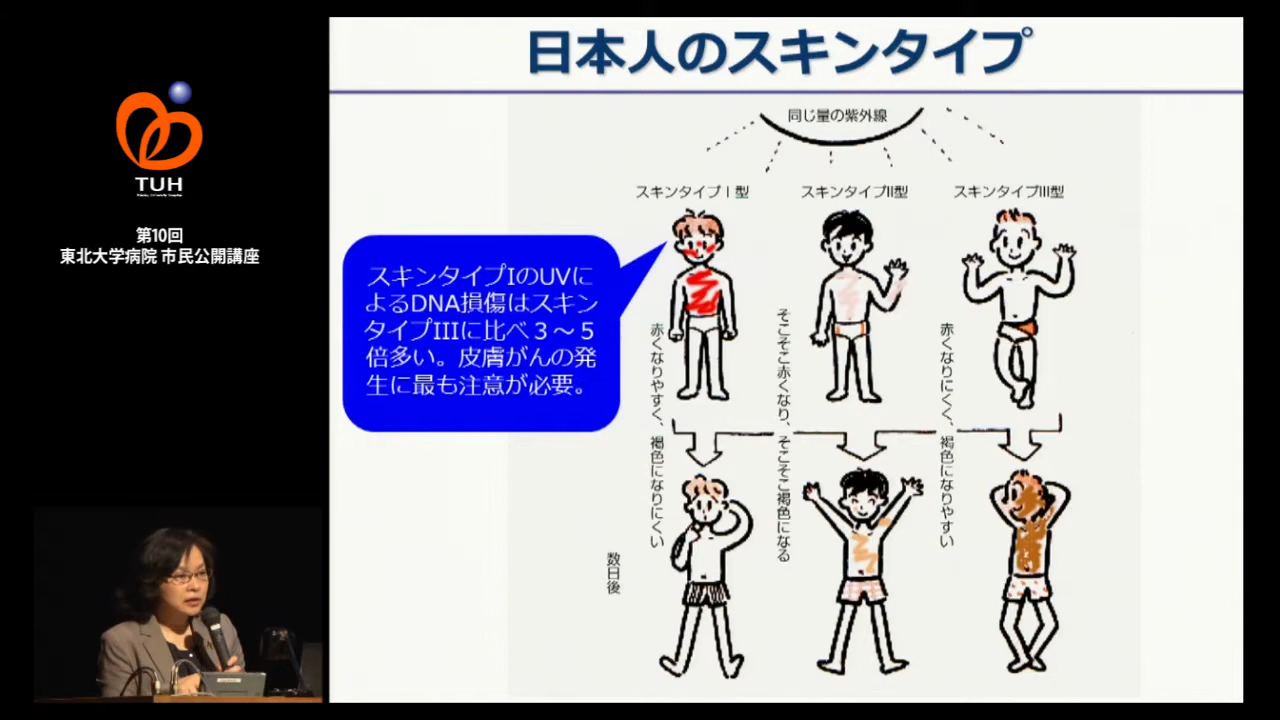 日本人のスキンタイプ
TUH
第10回
東北大学病院 市民公開講座
同じ量の紫外線
スキンタイプⅠ型
スキンタイプII型
スキンタイプIII型
スキンタイプIのUVに
よるDNA損傷はスキン
タイプIIIに比べ3~5
倍多い。皮膚がんの発
生に最も注意が必要。
赤くなりやすく、褐色になりにくい
そこそこ赤くなり、そこそこ褐色になる
赤くなりにくく、褐色になりやすい
数日後